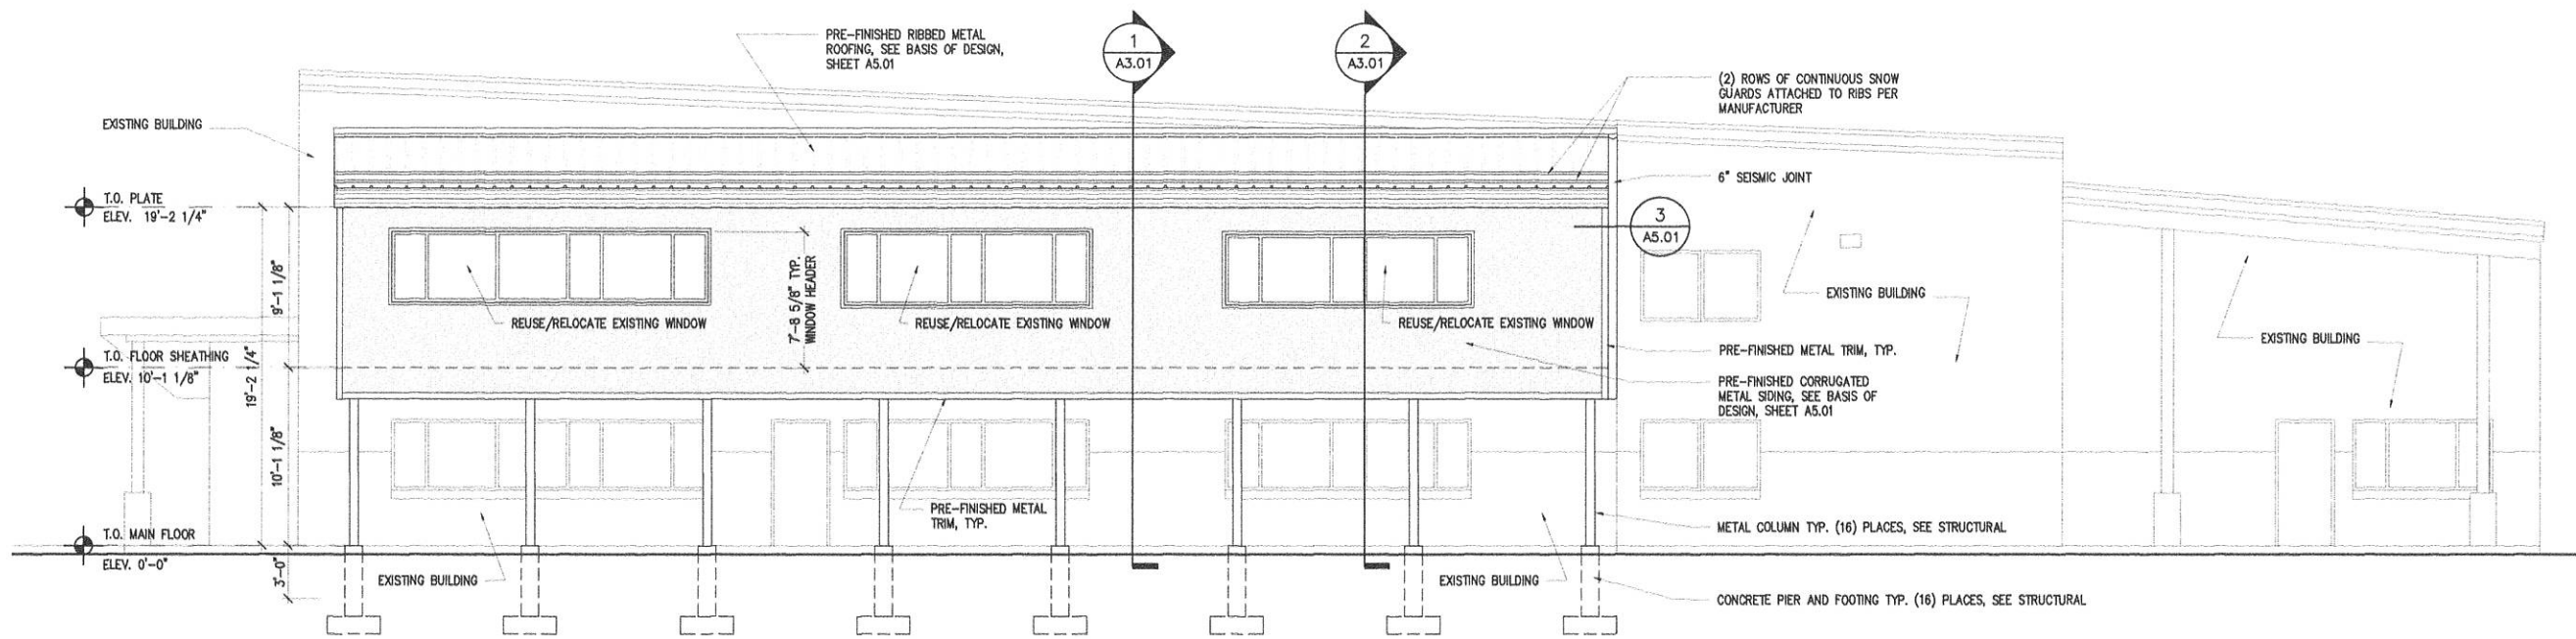 PRE-FINISHED RIBBED METAL
ROOFING, SEE BASIS OF DESIGN,
SHEET A5.01
1
A3.01
2
A3.01
(2) ROWS OF CONTINUOUS SNOW
GUARDS ATTACHED TO RIBS PER
MANUFACTURER
EXISTING BUILDING
6" SEISMIC JOINT
T.O. PLATE
ELEV. 19'-2 1/4"
3
A5.01
9'-1 1/8"
7'-8 5/8" TYP.
WINDOW HEADER
EXISTING BUILDING
REUSE/RELOCATE EXISTING WINDOW
REUSE/RELOCATE EXISTING WINDOW
REUSE/RELOCATE EXISTING WINDOW
EXISTING BUILDING
PRE-FINISHED METAL TRIM, TYP.
T.O. FLOOR SHEATHING
ELEV. 10'-1 1/8"
19'-2 1/4"
PRE-FINISHED CORRUGATED
METAL SIDING, SEE BASIS OF
DESIGN, SHEET A5.01
10'-1 1/8"
PRE-FINISHED METAL
TRIM, TYP.
METAL COLUMN TYP. (16) PLACES, SEE STRUCTURAL
T.O. MAIN FLOOR
ELEV. 0'-0"
3'-0"
EXISTING BUILDING
EXISTING BUILDING
CONCRETE PIER AND FOOTING TYP. (16) PLACES, SEE STRUCTURAL